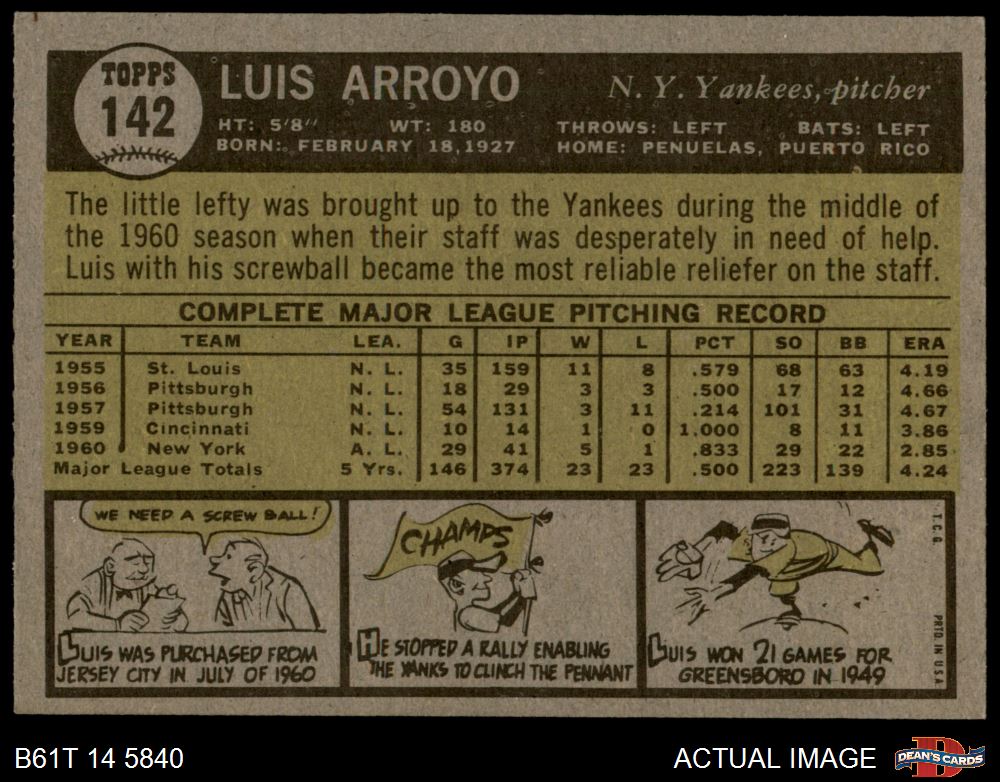 TOPPS
142
LUIS ARROYO
N. Y. Yankees, pitcher
HT: 5'8" WT: 180 THROWS: LEFT BATS: LEFT
BORN: FEBRUARY 18, 1927 HOME: PENUELAS, PUERTO RICO
The little lefty was brought up to the Yankees during the middle of
the 1960 season when their staff was desperately in need of help.
Luis with his screwball became the most reliable reliefer on the staff.
COMPLETE MAJOR LEAGUE PITCHING RECORD
YEAR TEAM LEA. G IP W L PCT SO BB ERA
1955 St. Louis N. L. 35 159 11 8 .579 68 63 4.19
1956 Pittsburgh N. L. 18 29 3 3 .500 17 12 4.66
1957 Pittsburgh N. L. 54 131 3 11 .214 101 31 4.67
1959 Cincinnati N. L. 10 14 1 0 1.000 8 11 3.86
1960 New York A. L. 29 41 5 1 .833 29 22 2.85
Major League Totals 5 Yrs. 146 374 23 23 .500 223 139 4.24
WE NEED A SCREW BALL!
LUIS WAS PURCHASED FROM
JERSEY CITY IN JULY OF 1960
CHAMPS
HE STOPPED A RALLY ENABLING
THE YANKS TO CLINCH THE PENNANT
LUIS WON 21 GAMES FOR
GREENSBORO IN 1949
T.C.G.
PRTD. IN U.S.A.
B61T 14 5840
ACTUAL IMAGE
DEAN'S CARDS